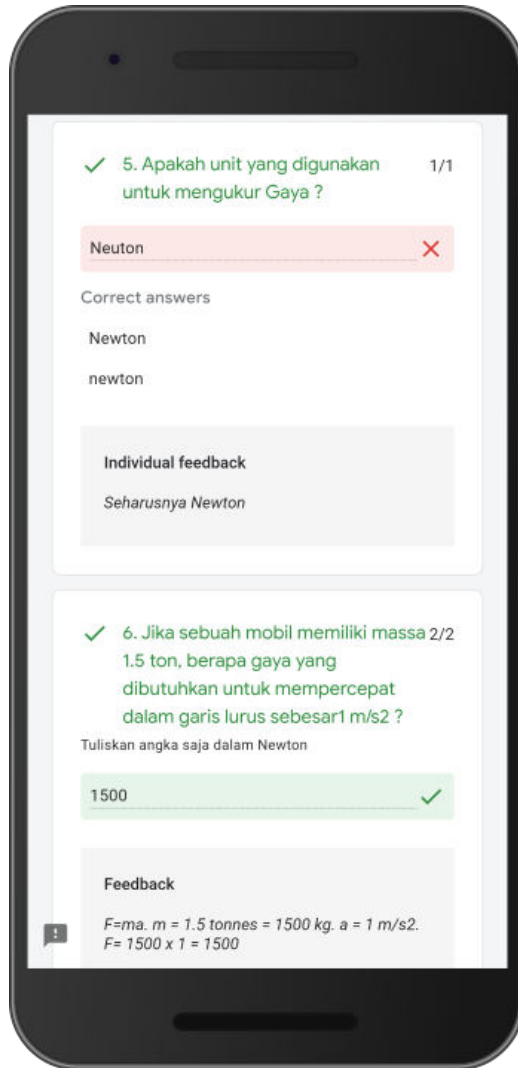 5. Apakah unit yang digunakan 1/1
untuk mengukur Gaya ?
Neuton
Correct answers
Newton
newton
Individual feedback
Seharusnya Newton
6. Jika sebuah mobil memiliki massa 2/2
1.5 ton, berapa gaya yang
dibutuhkan untuk mempercepat
dalam garis lurus sebesar1 m/s2 ?
Tuliskan angka saja dalam Newton
1500
Feedback
F=ma. m = 1.5 tonnes = 1500 kg. a = 1 m/s2.
F= 1500 x 1 = 1500